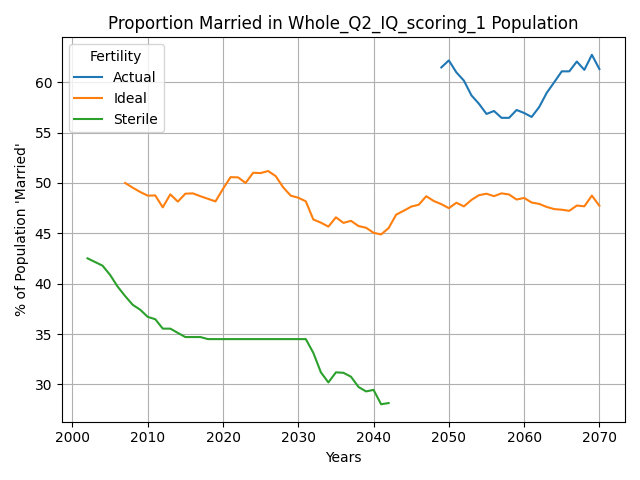 Proportion Married in Whole_Q2_IQ_scoring_1 Population
Fertility
Actual
Ideal
Sterile
% of Population 'Married'
60
55
50
45
40
35
30
2000
2010
2020
2030
2040
2050
2060
2070
Years